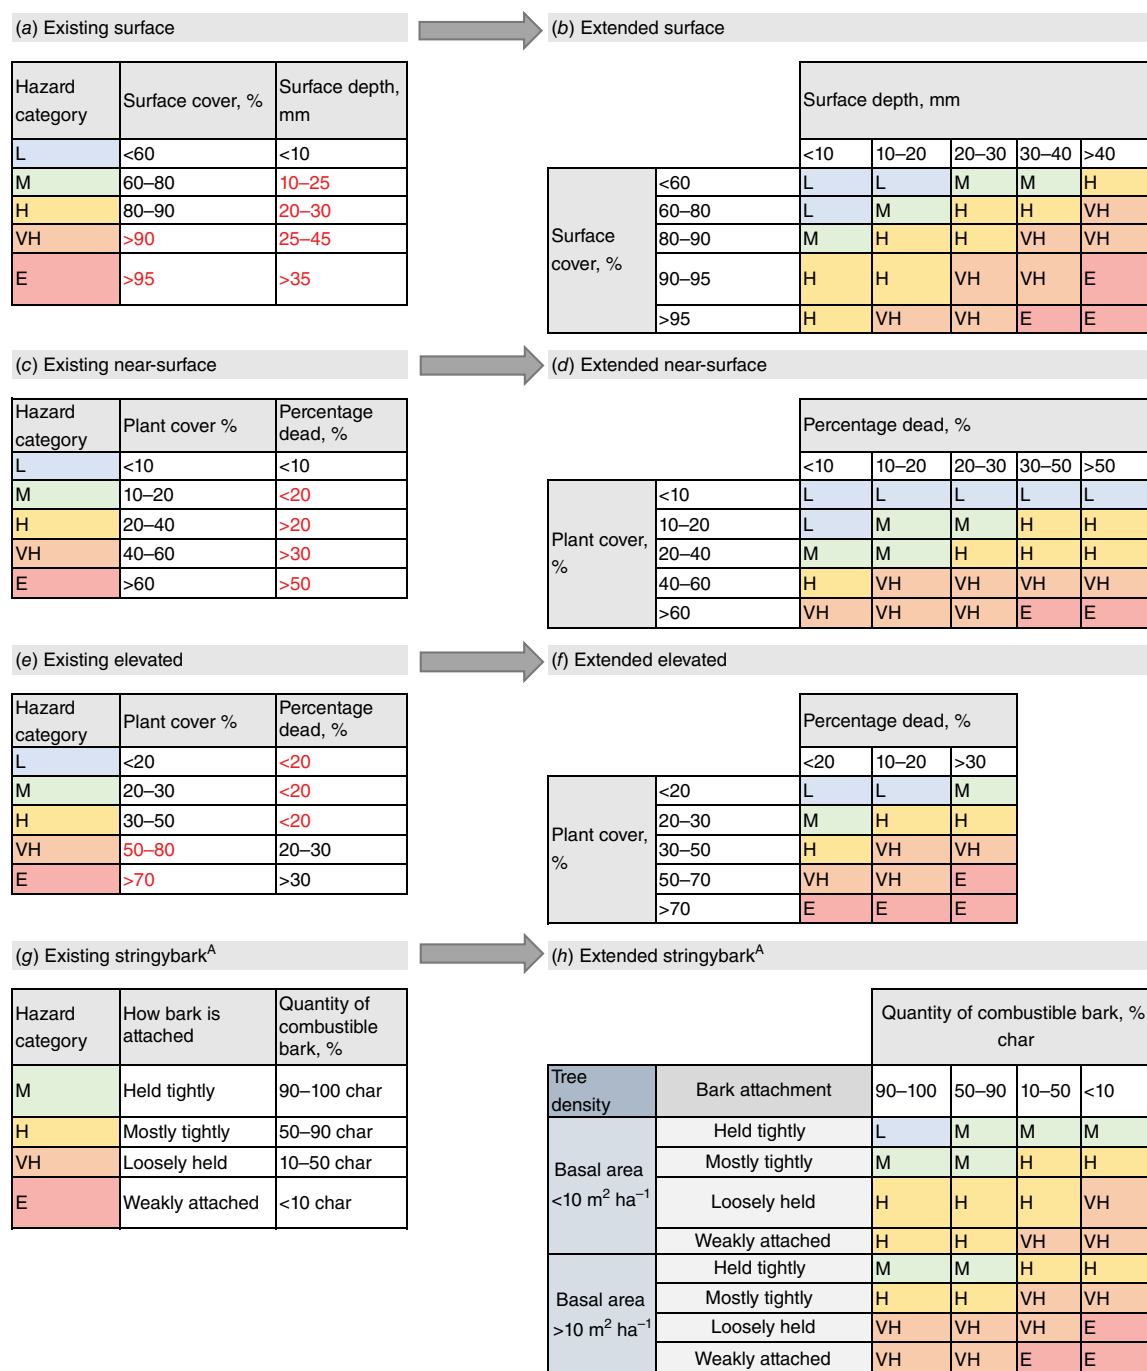 (a) Existing surface
(b) Extended surface
Hazard category Surface cover, % Surface depth, mm
L <60 <10
M 60–80 10–25
H 80–90 20–30
VH >90 25–45
E >95 >35
Surface depth, mm
<10 10–20 20–30 30–40 >40
Surface cover, %
<60 L L M M H
60–80 L M H H VH
80–90 M H H VH VH
90–95 H H VH VH E
>95 H VH VH E E
(c) Existing near-surface
(d) Extended near-surface
Hazard category Plant cover % Percentage dead, %
L <10 <10
M 10–20 <20
H 20–40 >20
VH 40–60 >30
E >60 >50
Percentage dead, %
<10 10–20 20–30 30–50 >50
Plant cover, %
<10 L L L L L
10–20 L M M H H
20–40 M M H H H
40–60 H VH VH VH VH
>60 VH VH VH E E
(e) Existing elevated
(f) Extended elevated
Hazard category Plant cover % Percentage dead, %
L <20 <20
M 20–30 <20
H 30–50 <20
VH 50–80 20–30
E >70 >30
Percentage dead, %
<20 10–20 >30
Plant cover, %
<20 L L M
20–30 M H H
30–50 H VH VH
50–70 VH VH E
>70 E E E
(g) Existing stringybarkᴬ
(h) Extended stringybarkᴬ
Hazard category How bark is attached Quantity of combustible bark, %
M Held tightly 90–100 char
H Mostly tightly 50–90 char
VH Loosely held 10–50 char
E Weakly attached <10 char
Quantity of combustible bark, % char
Tree density Bark attachment 90–100 50–90 10–50 <10
Basal area <10 m² ha⁻¹
Held tightly L M M M
Mostly tightly M M H H
Loosely held H H H VH
Weakly attached H H VH VH
Basal area >10 m² ha⁻¹
Held tightly M M H H
Mostly tightly H H VH VH
Loosely held VH VH VH E
Weakly attached VH VH E E